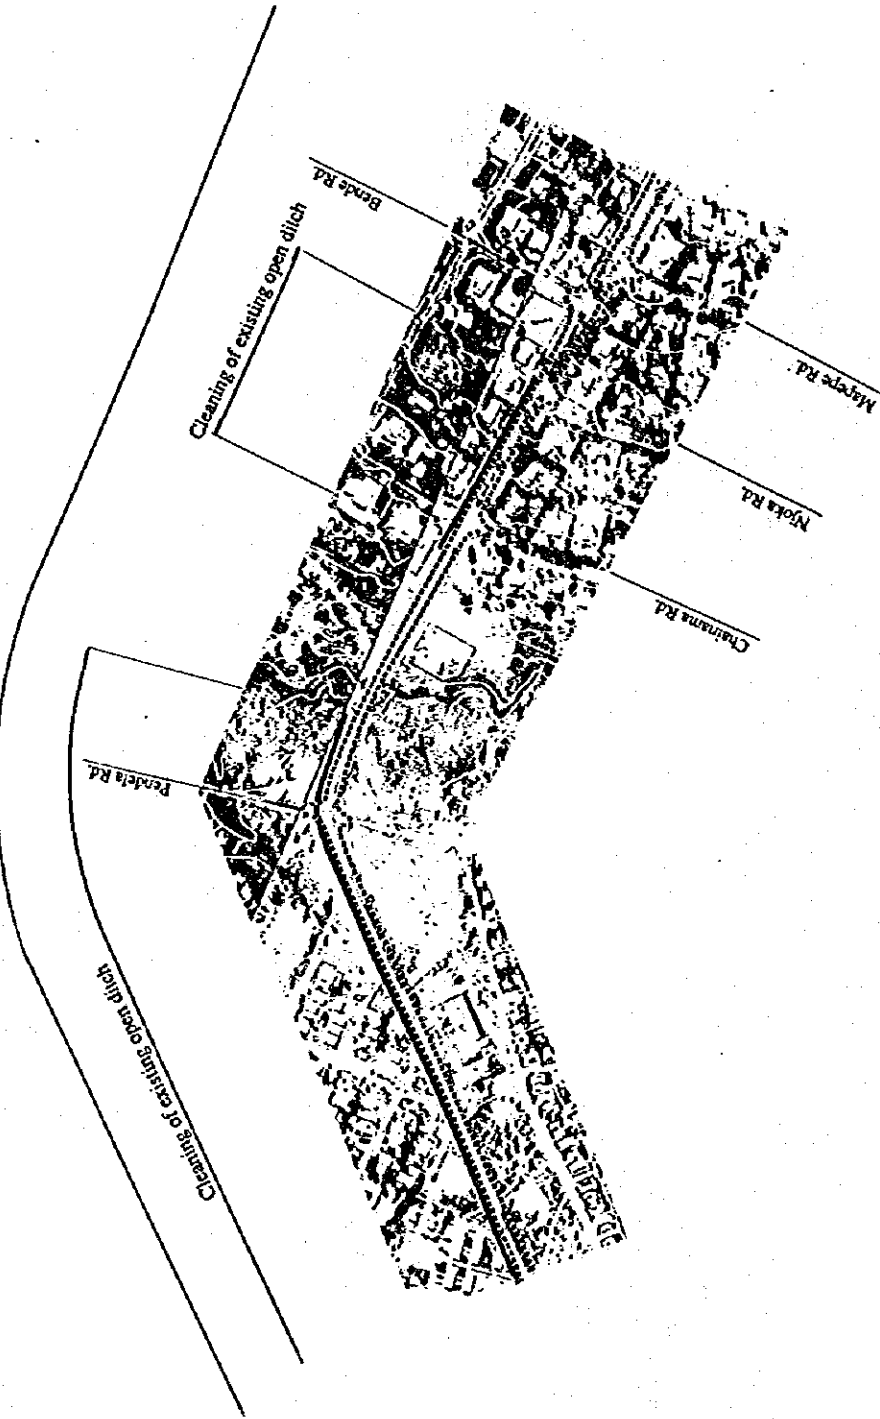 Bende Rd.
Cleaning of existing open ditch
Mapepe Rd.
Njoka Rd.
Chainama Rd.
Pendela Rd.
Cleaning of existing open ditch